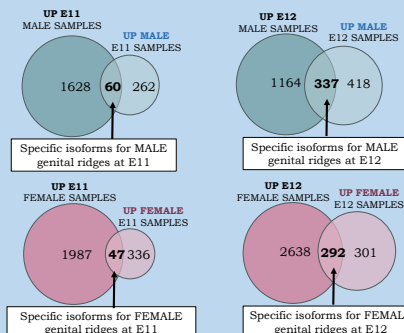 UP E11
MALE SAMPLES
UP MALE
E11 SAMPLES
1628 60 262
Specific isoforms for MALE
genital ridges at E11
UP E12
MALE SAMPLES
UP MALE
E12 SAMPLES
1164 337 418
Specific isoforms for MALE
genital ridges at E12
UP E11
FEMALE SAMPLES
UP FEMALE
E11 SAMPLES
1987 47 336
Specific isoforms for FEMALE
genital ridges at E11
UP E12
FEMALE SAMPLES
UP FEMALE
E12 SAMPLES
2638 292 301
Specific isoforms for FEMAL
genital ridges at E12